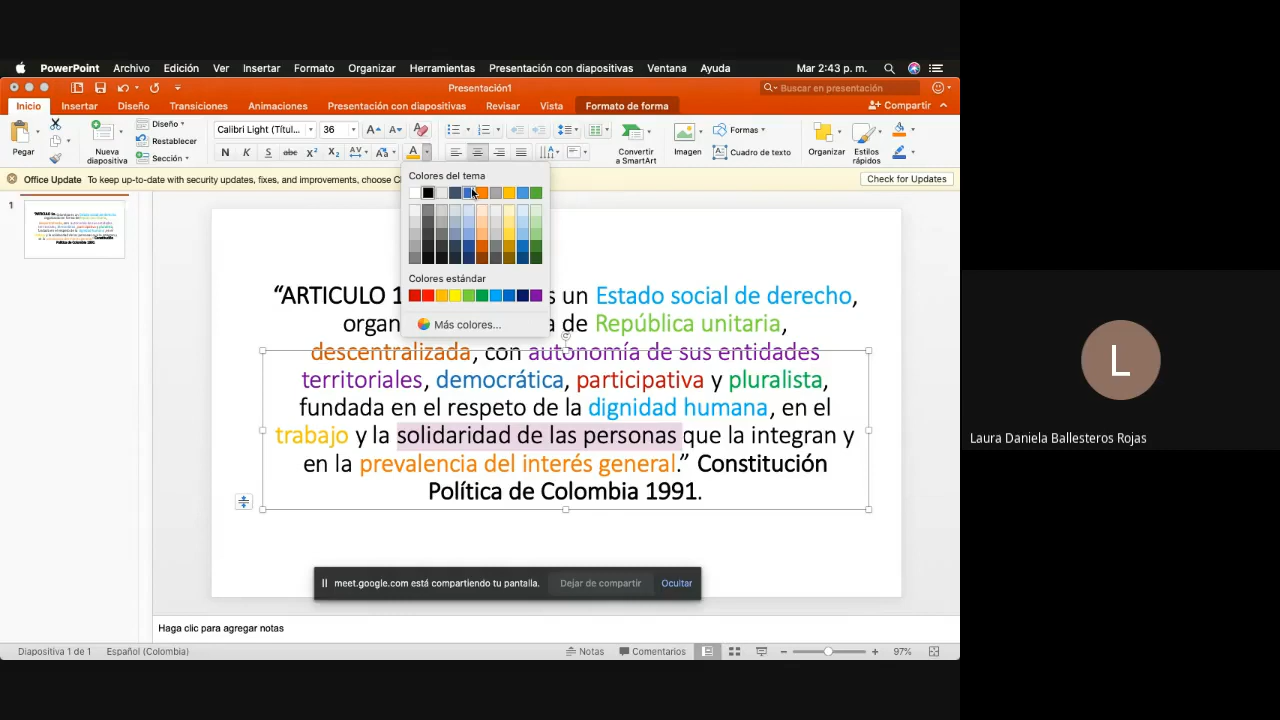 PowerPoint Archivo Edición Ver Insertar Formato Organizar Herramientas Presentación con diapositivas Ventana Ayuda Mar 2:43 p. m.
Presentación1
Buscar en presentación
Inicio Insertar Diseño Transiciones Animaciones Presentación con diapositivas Revisar Vista Formato de forma Compartir
Pegar
Nueva diapositiva
Diseño
Restablecer
Sección
Calibri Light (Títul... 36
N K S abc X² X₂ AV Aa A
Convertir a SmartArt
Imagen
Formas
Cuadro de texto
Organizar
Estilos rápidos
Office Update To keep up-to-date with security updates, fixes, and improvements, choose C
Check for Updates
Colores del tema
Colores estándar
Más colores...
1
“ARTICULO 1 s un Estado social de derecho,
organ a de República unitaria,
descentralizada, con autonomía de sus entidades
territoriales, democrática, participativa y pluralista,
fundada en el respeto de la dignidad humana, en el
trabajo y la solidaridad de las personas que la integran y
en la prevalencia del interés general.” Constitución
Política de Colombia 1991.
meet.google.com está compartiendo tu pantalla. Dejar de compartir Ocultar
Haga clic para agregar notas
Diapositiva 1 de 1 Español (Colombia) Notas Comentarios 97%
L
Laura Daniela Ballesteros Rojas